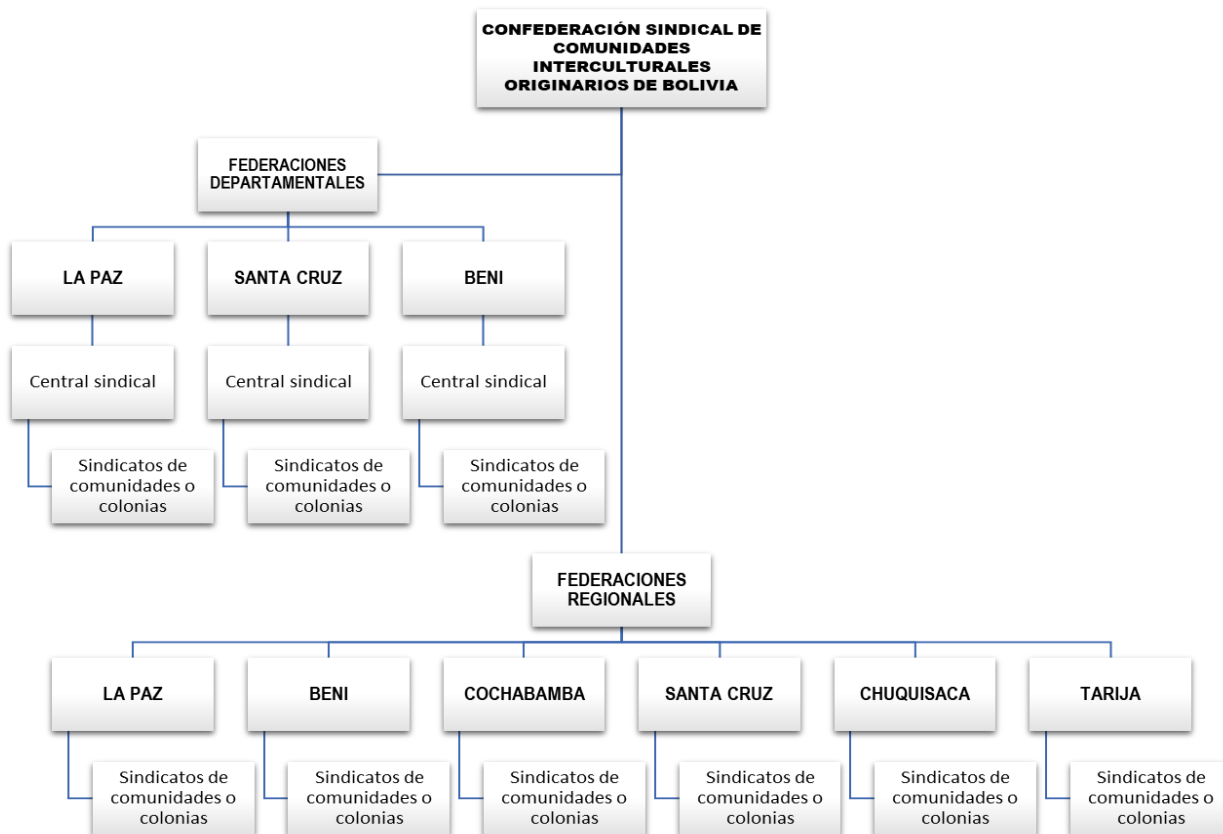 CONFEDERACIÓN SINDICAL DE
COMUNIDADES
INTERCULTURALES
ORIGINARIOS DE BOLIVIA
FEDERACIONES
DEPARTAMENTALES
LA PAZ
SANTA CRUZ
BENI
Central sindical
Central sindical
Central sindical
Sindicatos de
comunidades o
colonias
Sindicatos de
comunidades o
colonias
Sindicatos de
comunidades o
colonias
FEDERACIONES
REGIONALES
LA PAZ
BENI
COCHABAMBA
SANTA CRUZ
CHUQUISACA
TARIJA
Sindicatos de
comunidades o
colonias
Sindicatos de
comunidades o
colonias
Sindicatos de
comunidades o
colonias
Sindicatos de
comunidades o
colonias
Sindicatos de
comunidades o
colonias
Sindicatos de
comunidades o
colonias